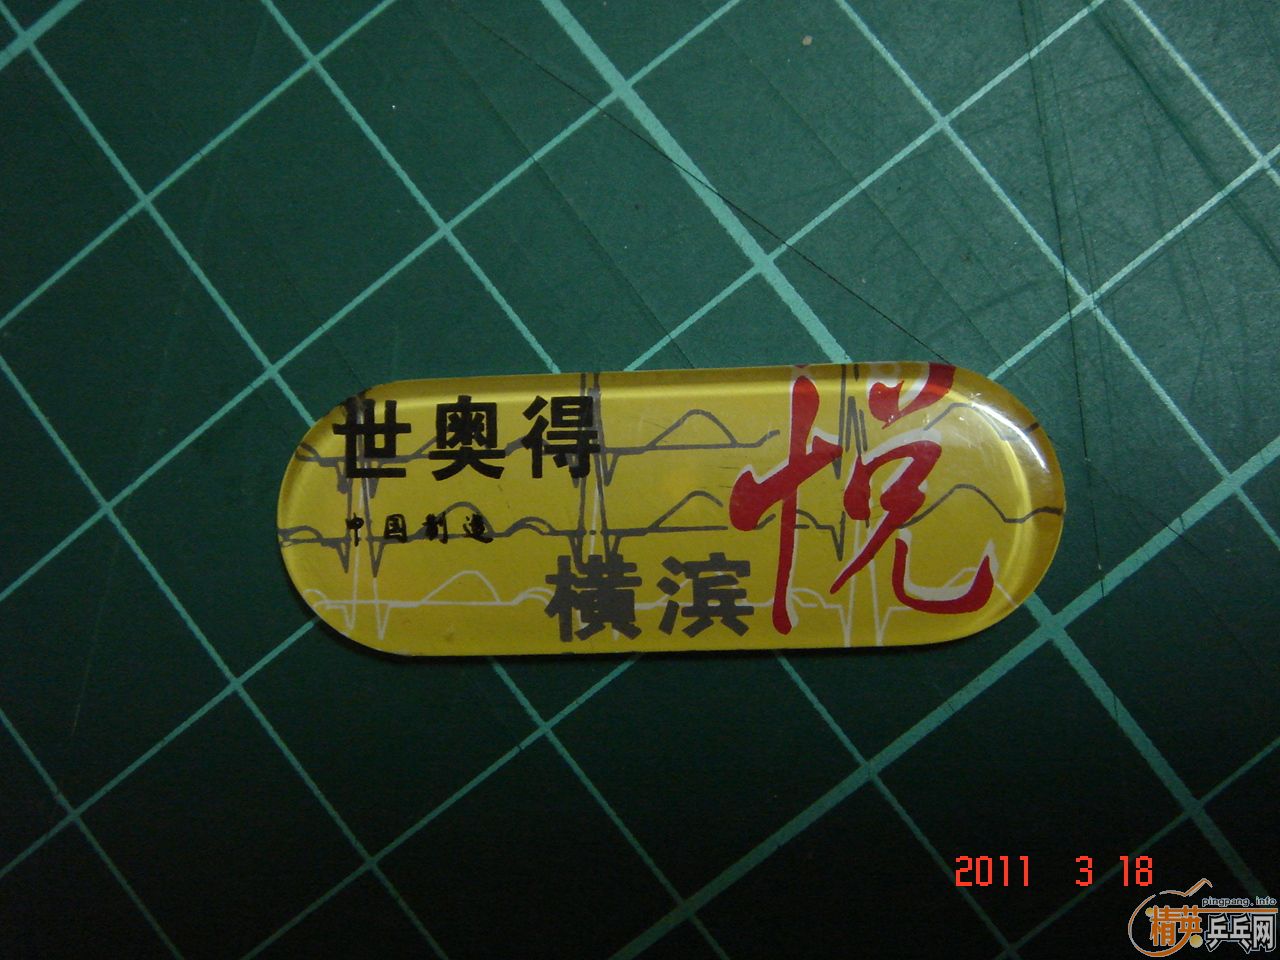 世奥得
中国制造
横滨
悦
2011 3 18
pingpang.info
精英乒乓网